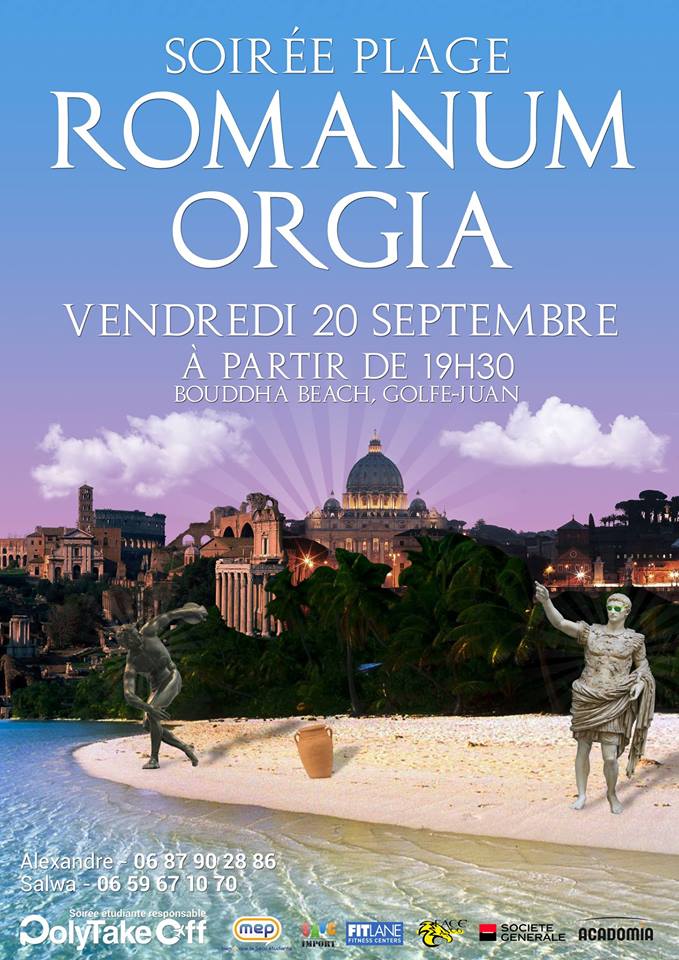 SOIRÉE PLAGE
ROMANUM
ORGIA
VENDREDI 20 SEPTEMBRE
À PARTIR DE 19H30
BOUDDHA BEACH, GOLFE-JUAN
Alexandre - 06 87 90 28 86
Salwa - 06 59 67 10 70
Soirée étudiante responsable
PolyTakeOff
mep
IMPORT
FITLANE
FITNESS CENTERS
FACE
SOCIETE
GENERALE
ACADOMIA